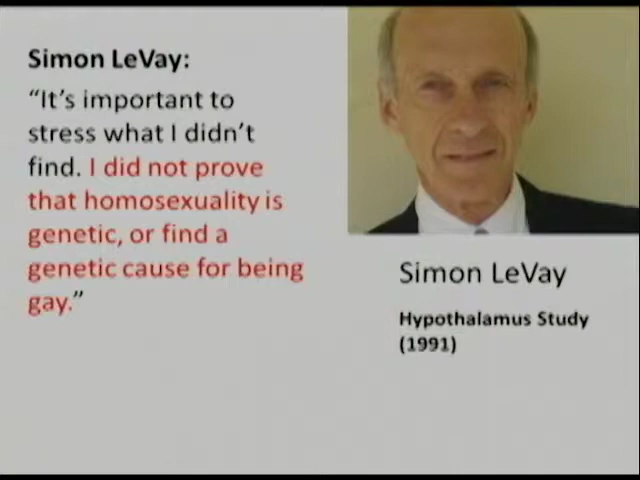 Simon LeVay:
“It’s important to
stress what I didn’t
find. I did not prove
that homosexuality is
genetic, or find a
genetic cause for being
gay.”
Simon LeVay
Hypothalamus Study
(1991)